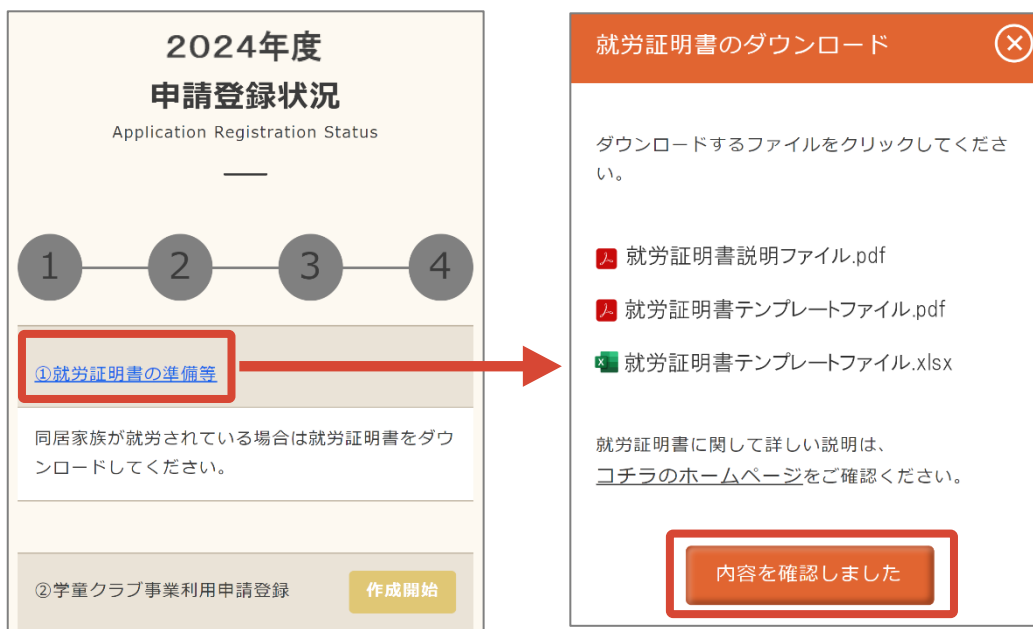 2024年度
申請登録状況
Application Registration Status
1
2
3
4
①就労証明書の準備等
同居家族が就労されている場合は就労証明書をダウ
ンロードしてください。
②学童クラブ事業利用申請登録
作成開始
就労証明書のダウンロード
ダウンロードするファイルをクリックしてくださ
い。
就労証明書説明ファイル.pdf
就労証明書テンプレートファイル.pdf
就労証明書テンプレートファイル.xlsx
就労証明書に関して詳しい説明は、
コチラのホームページをご確認ください。
内容を確認しました